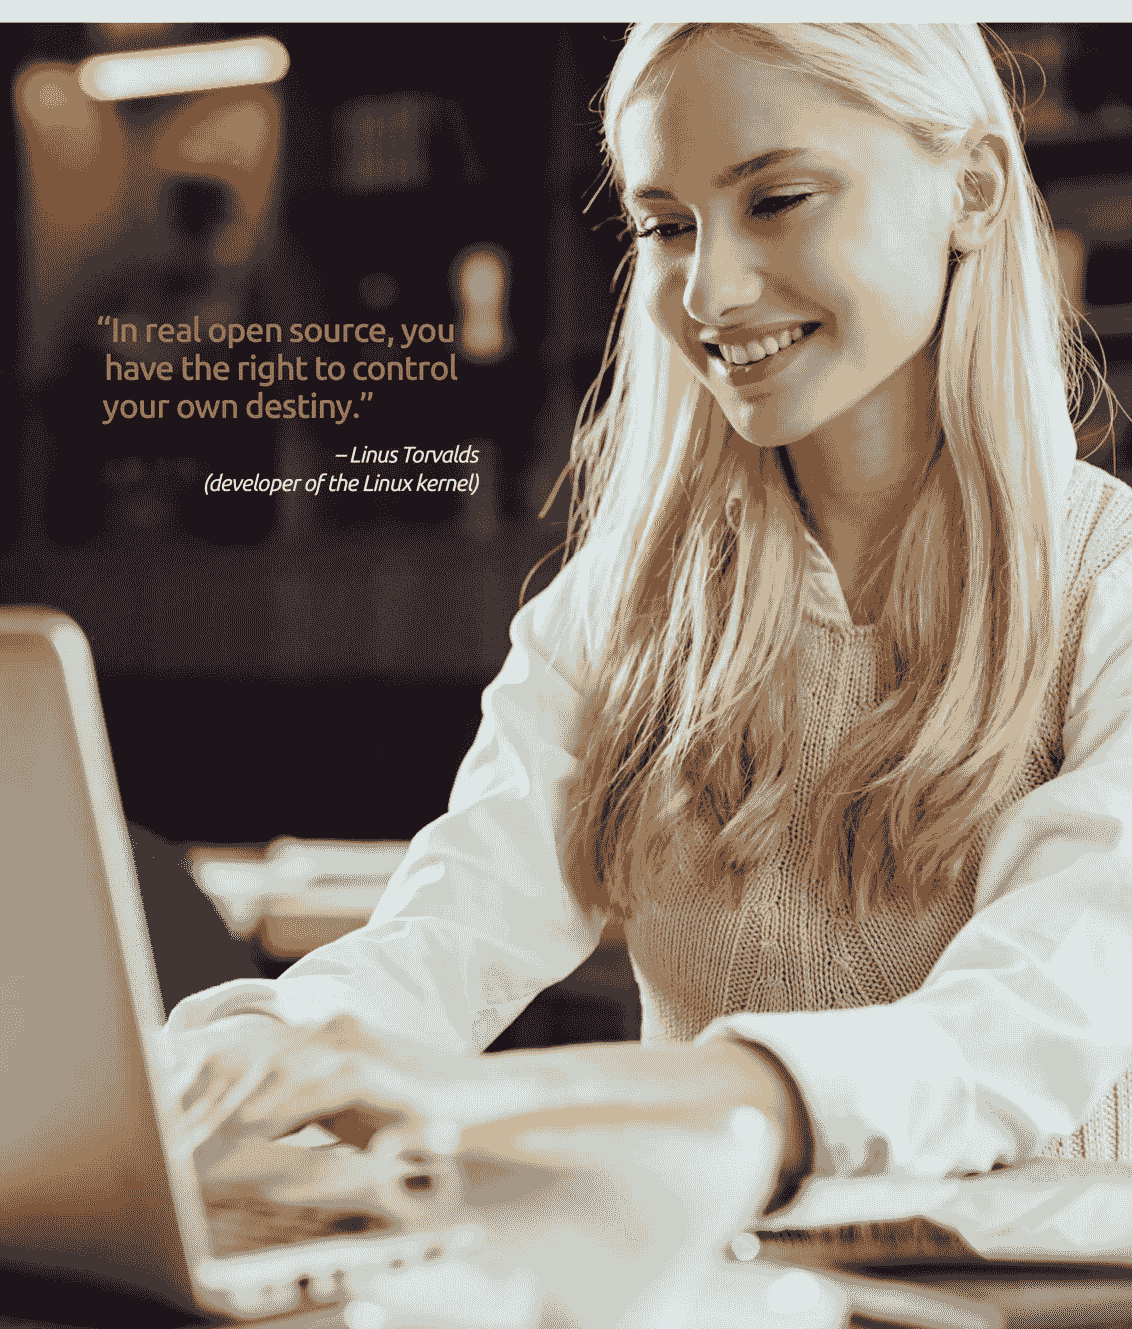 “In real open source, you
have the right to control
your own destiny.”
– Linus Torvalds
(developer of the Linux kernel)